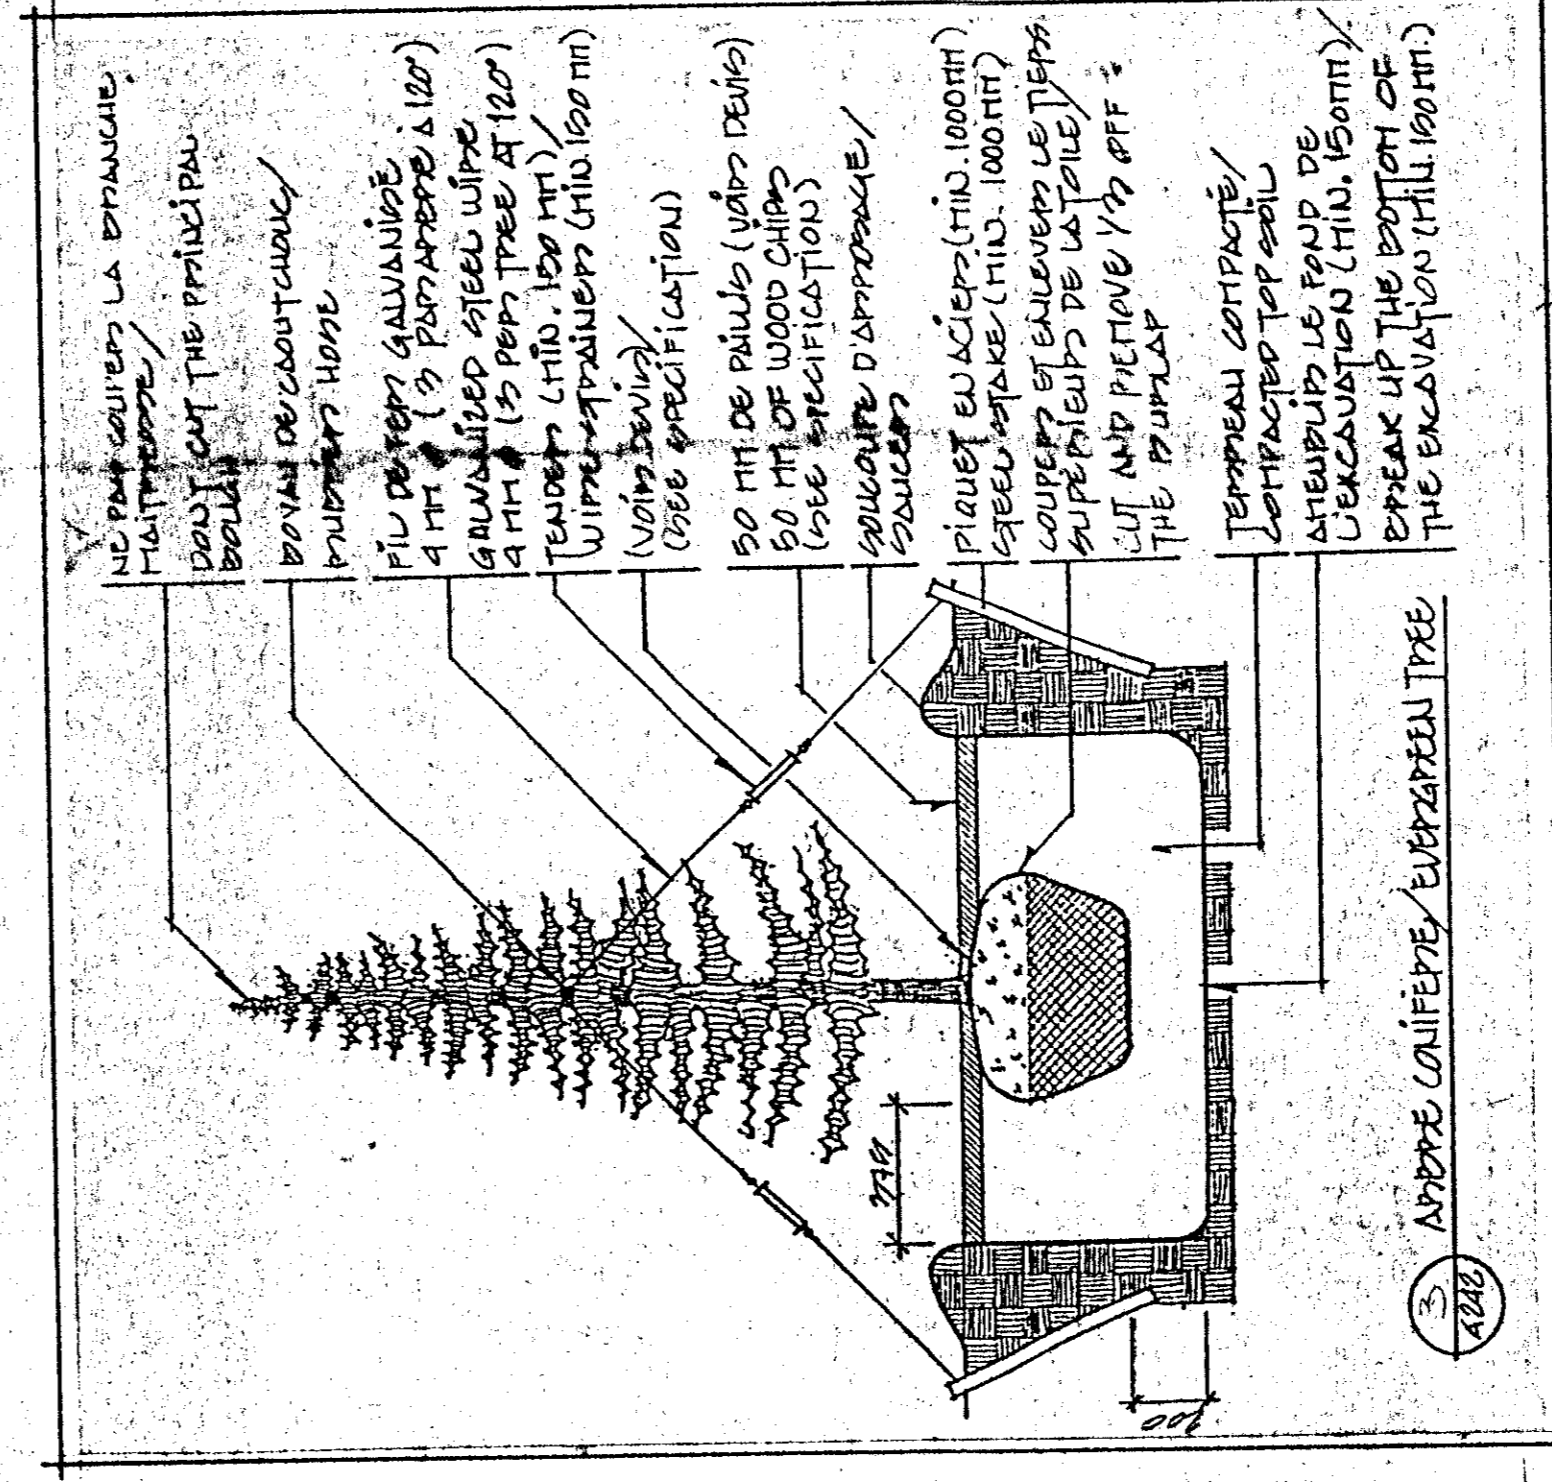 NE PAS COUPER LA BRANCHE
MAITRESSE/
DON'T CUT THE PRINCIPAL
BOUGH
BOYAU DE CAOUTCHOUC/
RUBBER HOSE
FIL DE FER GALVANISÉ
4 MM (3 PAR ARBRE À 120°)
GALVANIZED STEEL WIRE
4 MM (3 PER TREE AT 120°)
TENDER (MIN. 150 MM)/
WIRE STRAINER (MIN. 150 MM)
(VOIR DEVIS)/
(SEE SPECIFICATION)
50 MM DE PAILLIS (VOIR DEVIS)
50 MM OF WOOD CHIPS
(SEE SPECIFICATION)
SOUCOUPE D'ARROSAGE/
SAUCER
PIQUET EN ACIER (MIN. 1000 MM)
STEEL STAKE (MIN. 1000 MM)
COUPER ET ENLEVER LE TIERS
SUPERIEUR DE LA TOILE/
CUT AND REMOVE 1/3 OFF
THE BURLAP
TERREAU COMPACTÉ/
COMPACTED TOP SOIL
AMEUBLIR LE FOND DE
L'EXCAVATION (MIN. 150 MM)/
BREAK UP THE BOTTOM OF
THE EXCAVATION (MIN. 150 MM.)
200
3
A242
ARBRE CONIFERE/EVERGREEN TREE